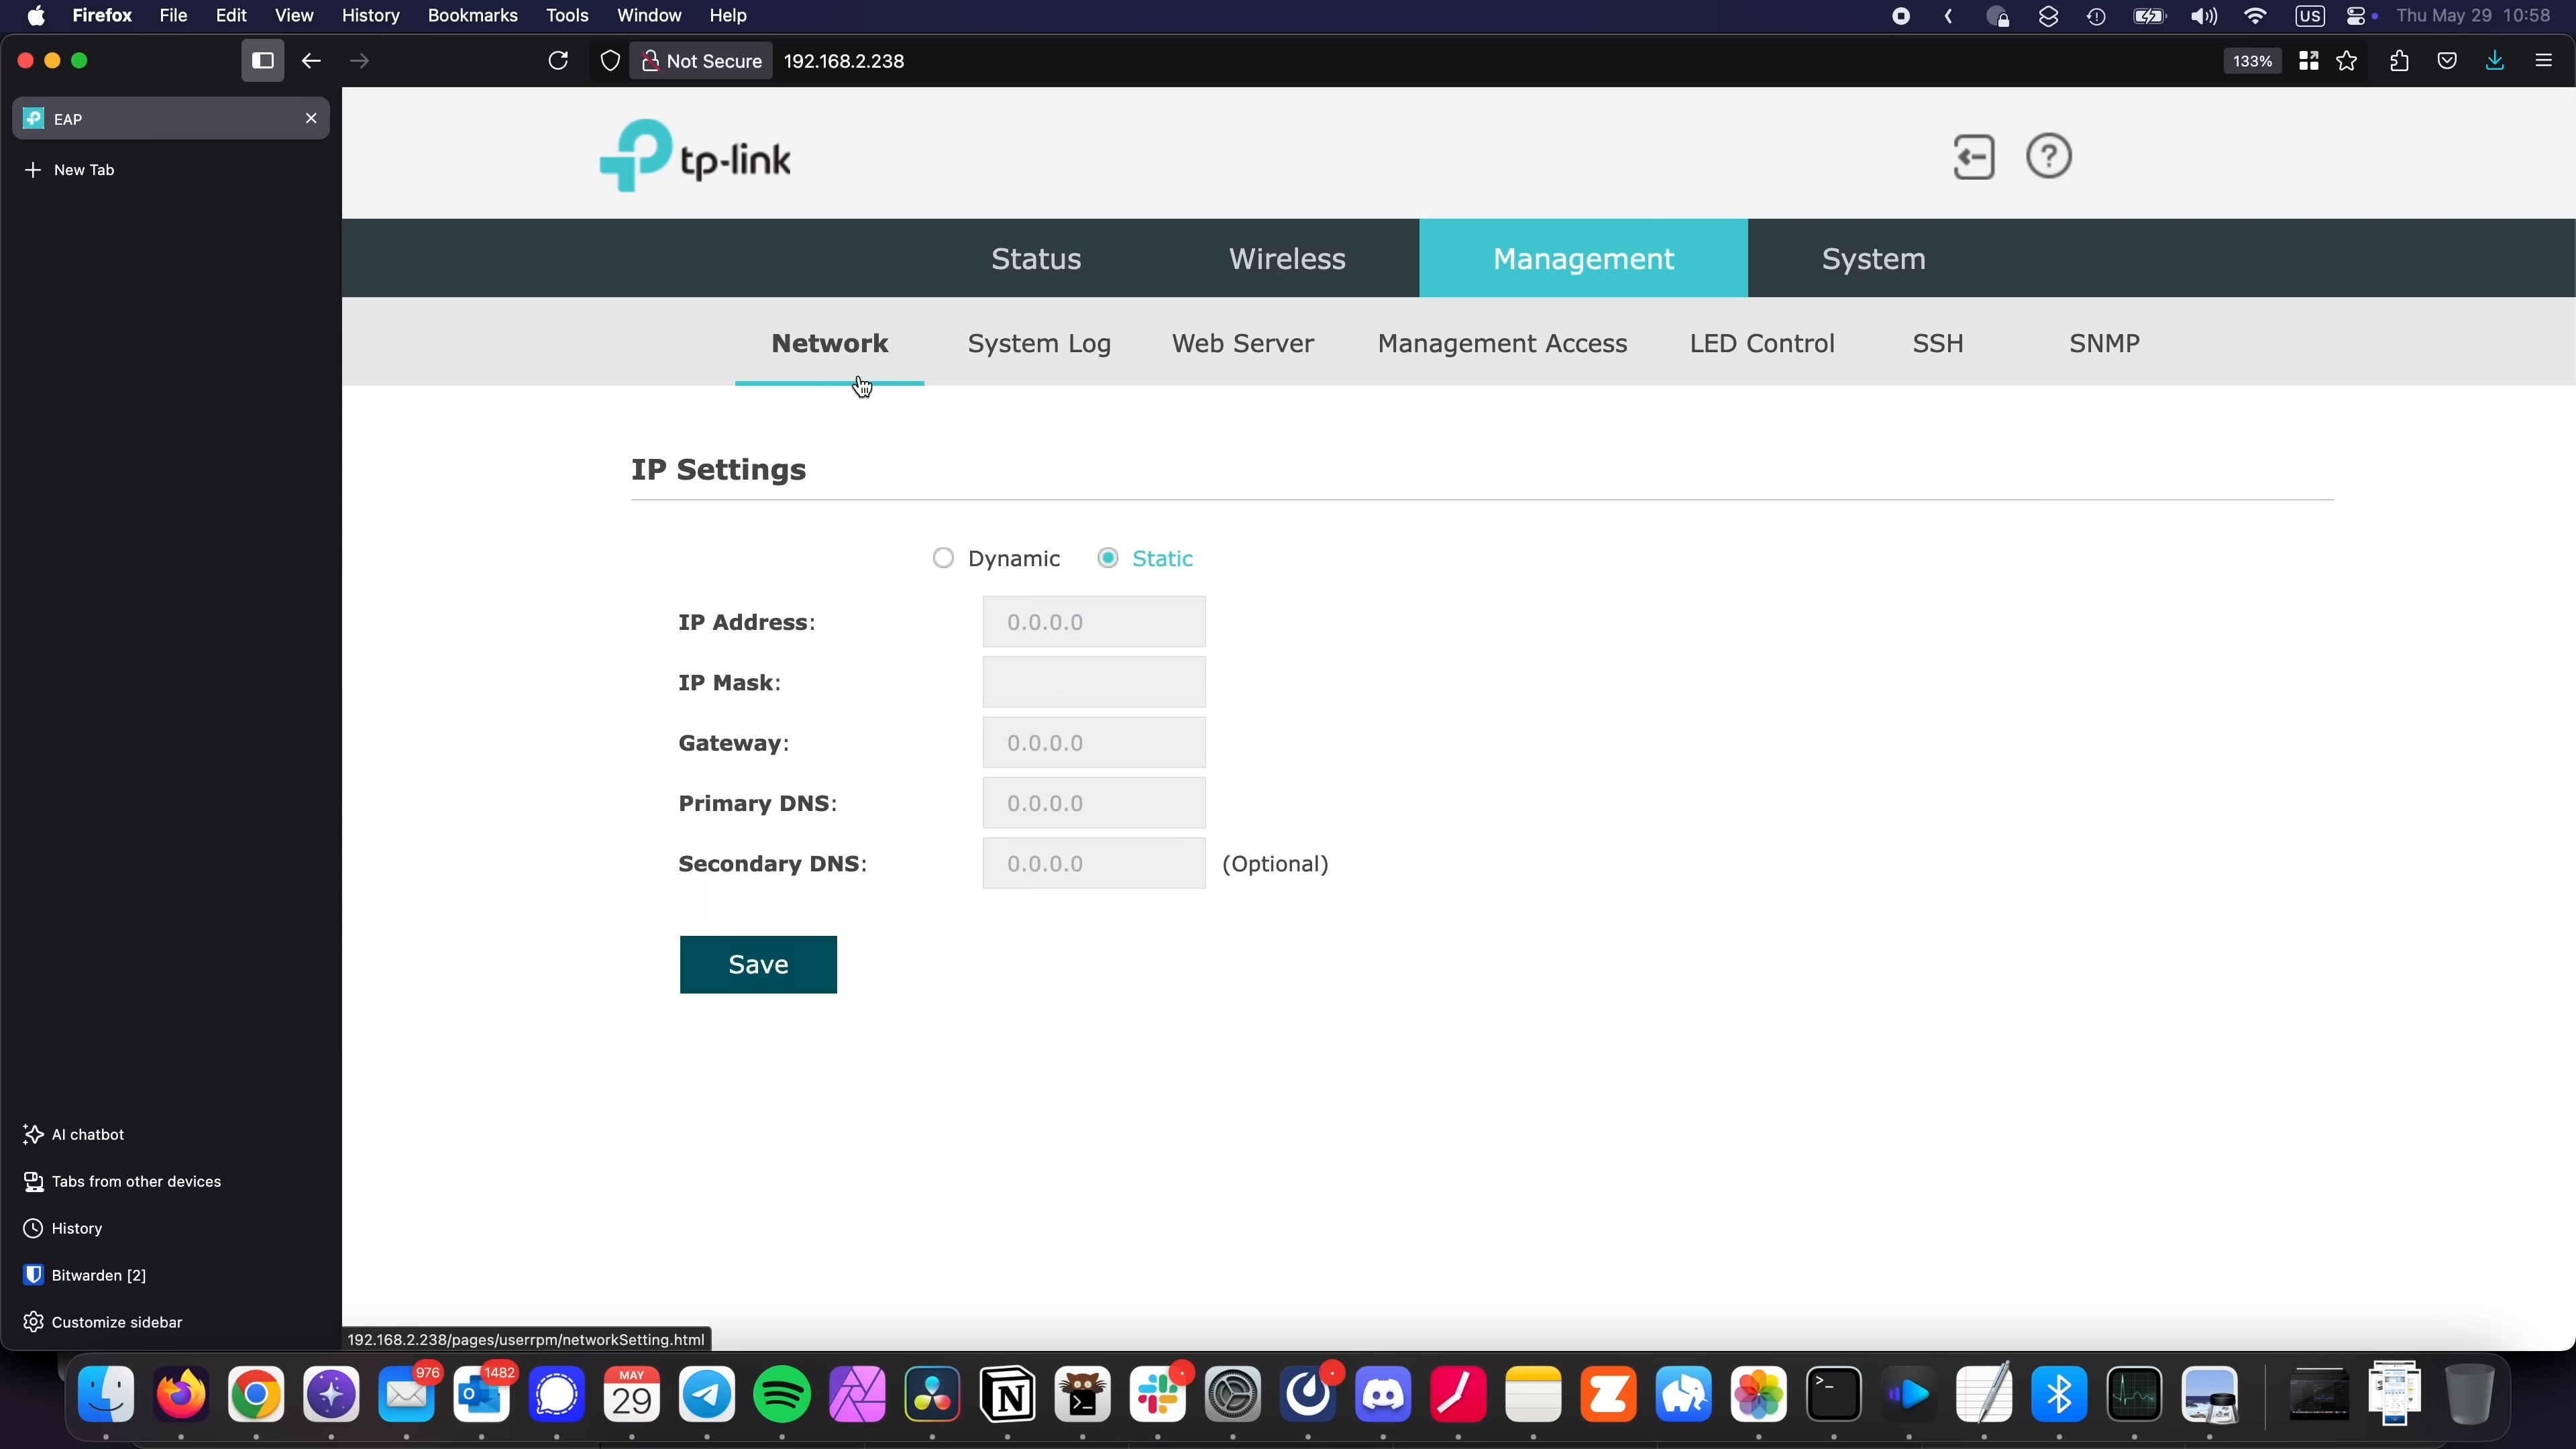 Firefox File Edit View History Bookmarks Tools Window Help US Thu May 29 10:58
Not Secure 192.168.2.238 133%
EAP
New Tab
tp-link
Status Wireless Management System
Network System Log Web Server Management Access LED Control SSH SNMP
IP Settings
Dynamic Static
IP Address: 0.0.0.0
IP Mask:
Gateway: 0.0.0.0
Primary DNS: 0.0.0.0
Secondary DNS: 0.0.0.0 (Optional)
Save
AI chatbot
Tabs from other devices
History
Bitwarden [2]
Customize sidebar
192.168.2.238/pages/userrpm/networkSetting.html
976 1482 MAY
29